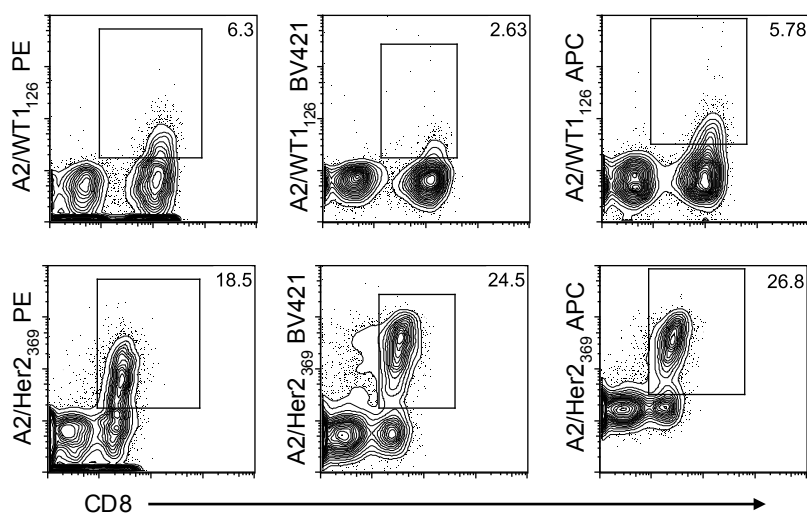 6.3
A2/WT1126 PE
2.63
A2/WT1126 BV421
5.78
A2/WT1126 APC
18.5
A2/Her2369 PE
24.5
A2/Her2369 BV421
26.8
A2/Her2369 APC
CD8